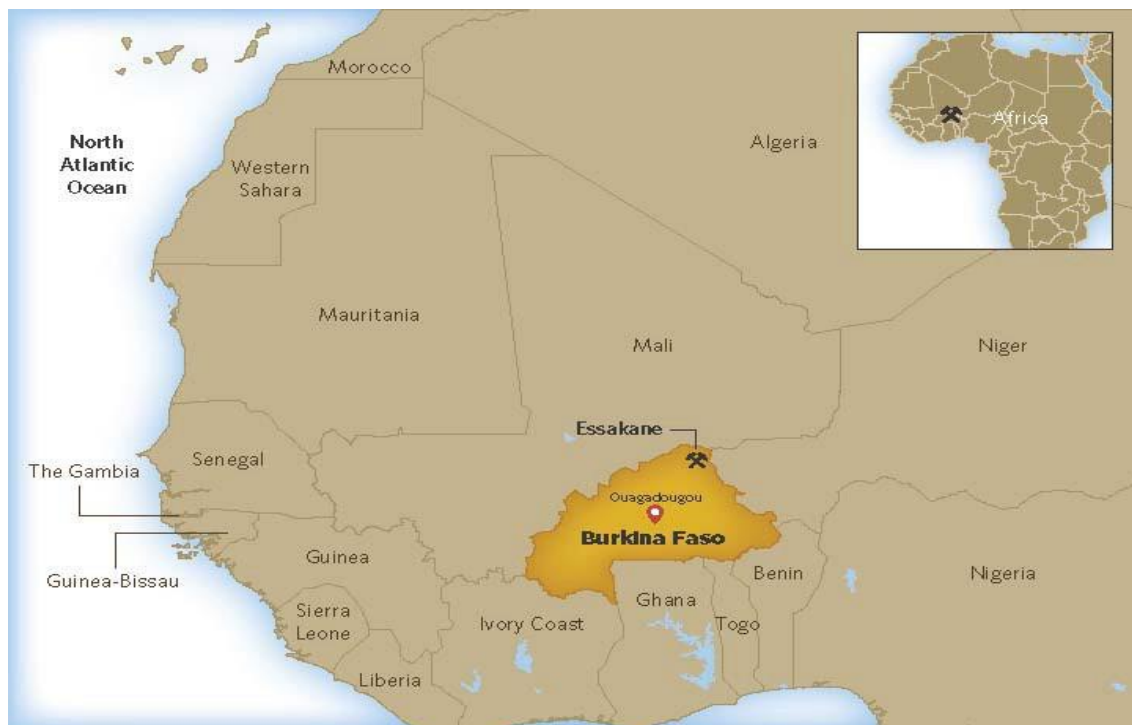 Morocco
North
Atlantic
Ocean
Africa
Algeria
Western
Sahara
Mauritania
Mali
Niger
Essakane
Senegal
The Gambia
Ouagadougou
Burkina Faso
Guinea
Guinea-Bissau
Benin
Nigeria
Ghana
Sierra
Leone
Ivory Coast
Togo
Liberia